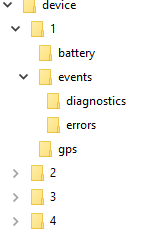 device
1
battery
events
diagnostics
errors
gps
2
3
4